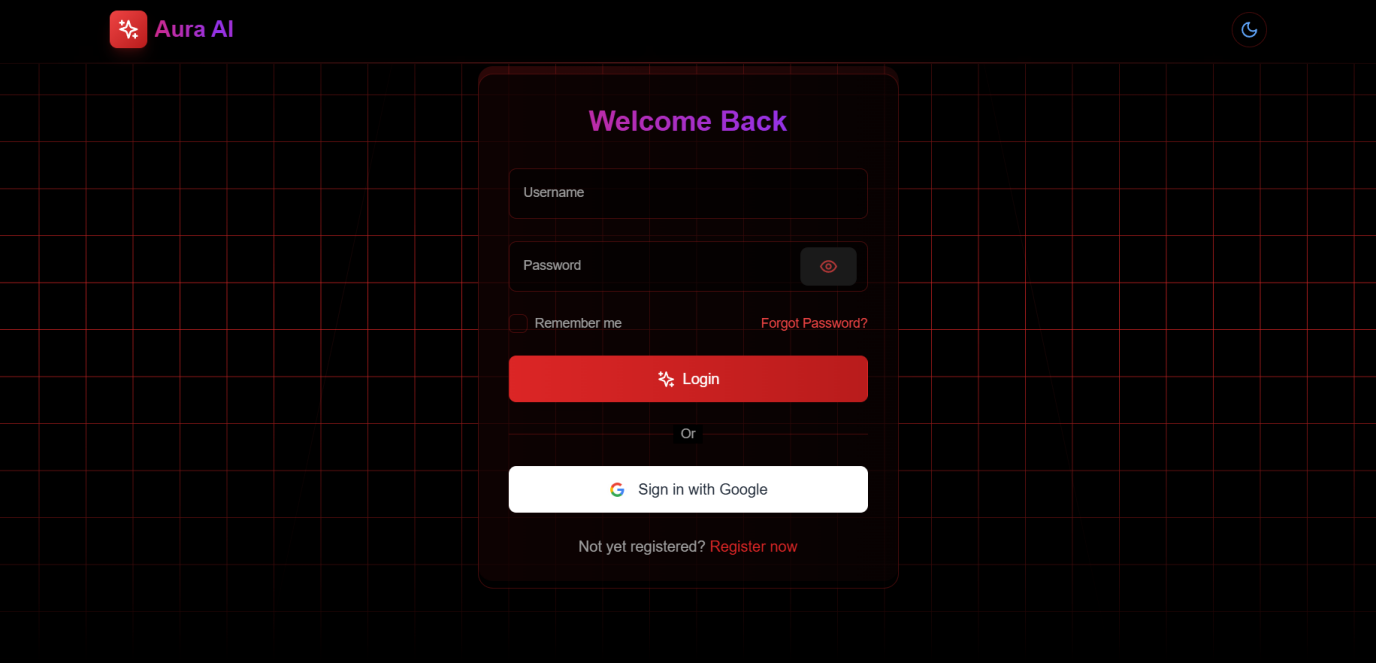 Aura AI
Welcome Back
Username
Password
Remember me
Forgot Password?
Login
Or
Sign in with Google
Not yet registered? Register now